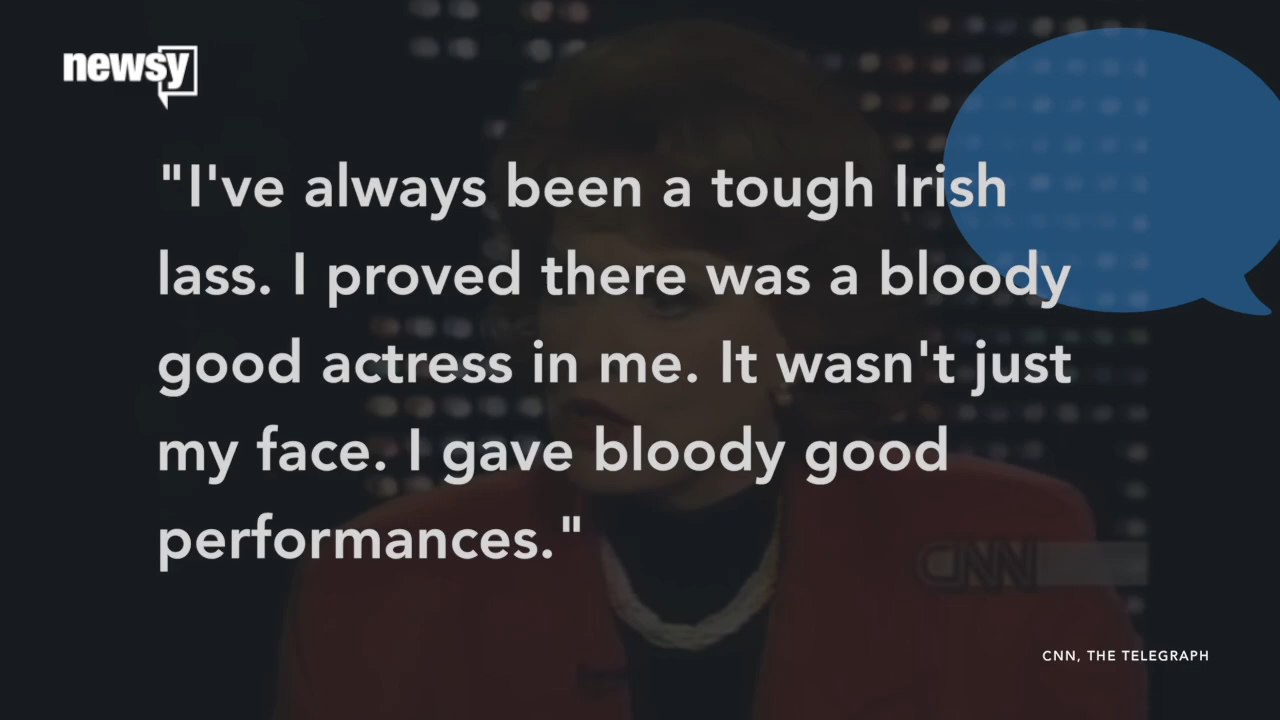 newsy
"I've always been a tough Irish
lass. I proved there was a bloody
good actress in me. It wasn't just
my face. I gave bloody good
performances."
CNN
CNN, THE TELEGRAPH